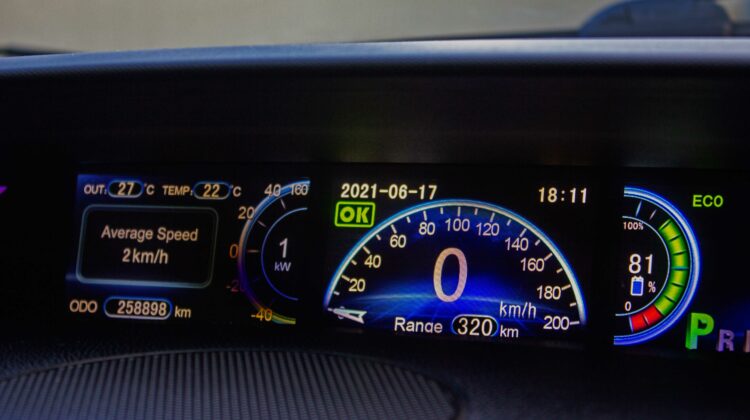 OUT: 27 °C TEMP: 22 °C
Average Speed
2km/h
ODO 258898 km
40 160
20
0
-40
1
kW
2021-06-17 18:11
OK
20
40
60
80
100
120
140
160
180
200
0
km/h
Range 320 km
ECO
100%
81
%
0
P R